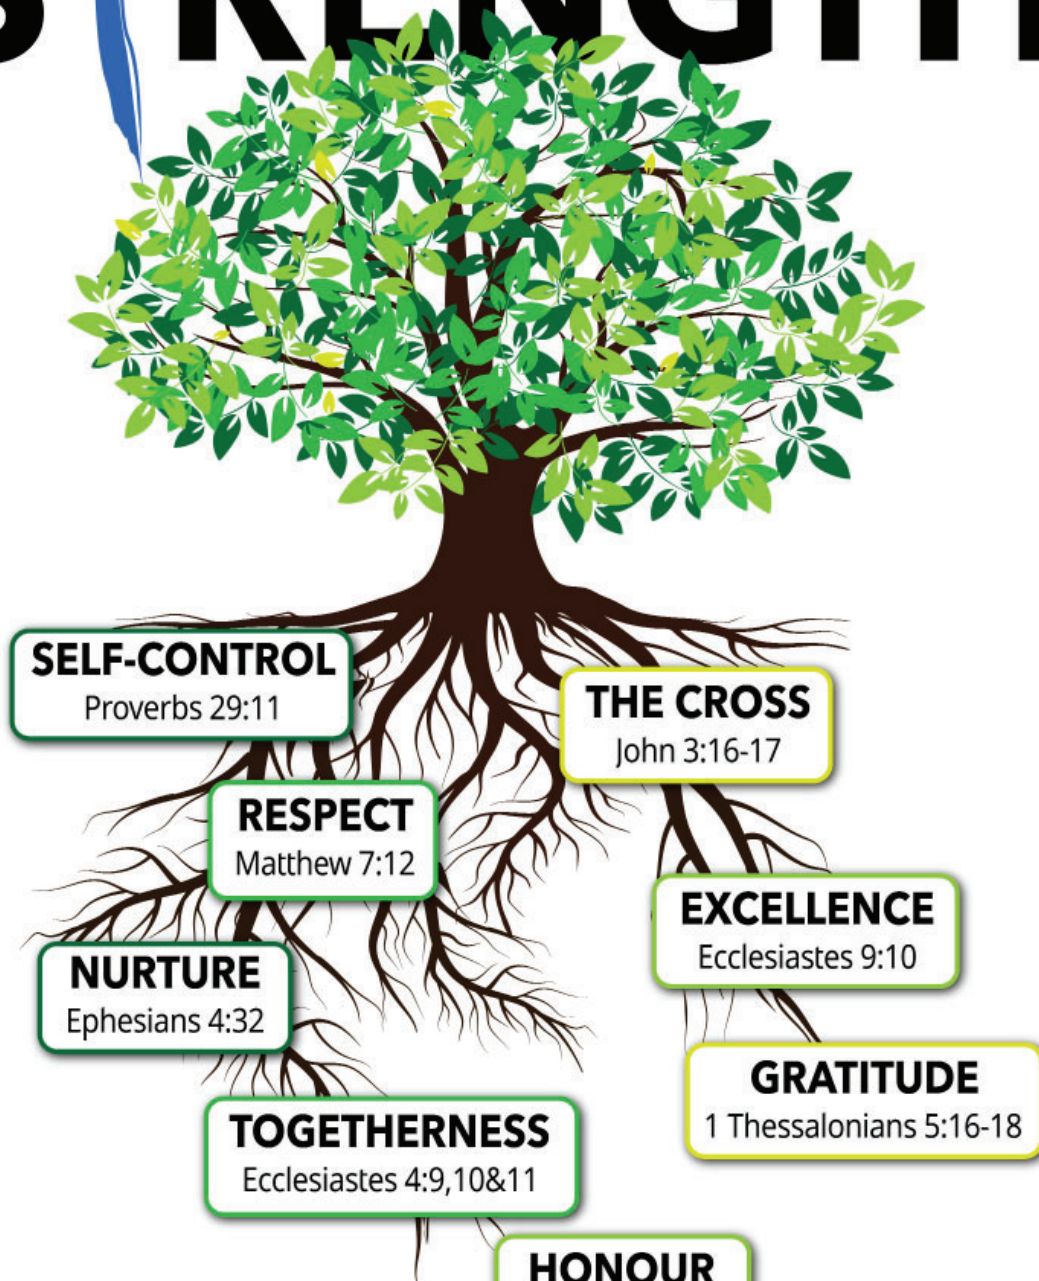 STRENGTH
SELF-CONTROL
Proverbs 29:11
THE CROSS
John 3:16-17
RESPECT
Matthew 7:12
EXCELLENCE
Ecclesiastes 9:10
NURTURE
Ephesians 4:32
GRATITUDE
1 Thessalonians 5:16-18
TOGETHERNESS
Ecclesiastes 4:9,10&11
HONOUR